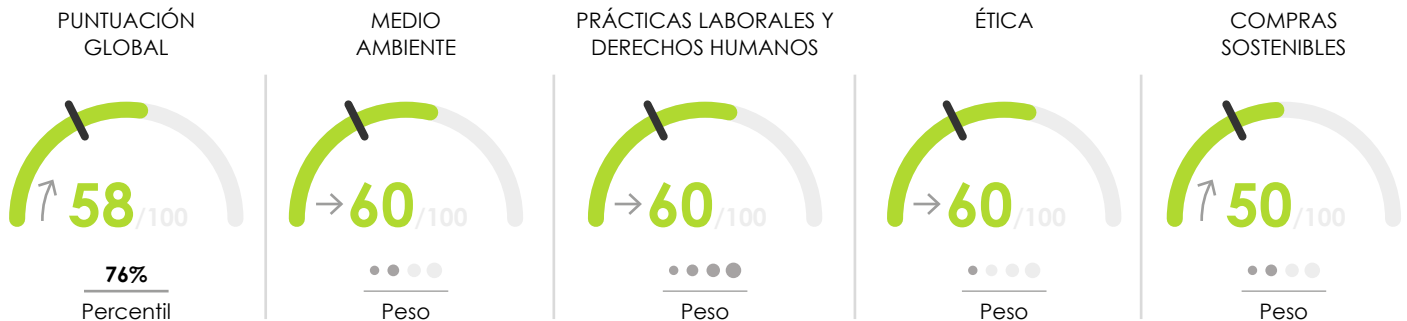 PUNTUACIÓN
GLOBAL
58/100
76%
Percentil
MEDIO
AMBIENTE
60/100
Peso
PRÁCTICAS LABORALES Y
DERECHOS HUMANOS
60/100
Peso
ÉTICA
60/100
Peso
COMPRAS
SOSTENIBLES
50/100
Peso